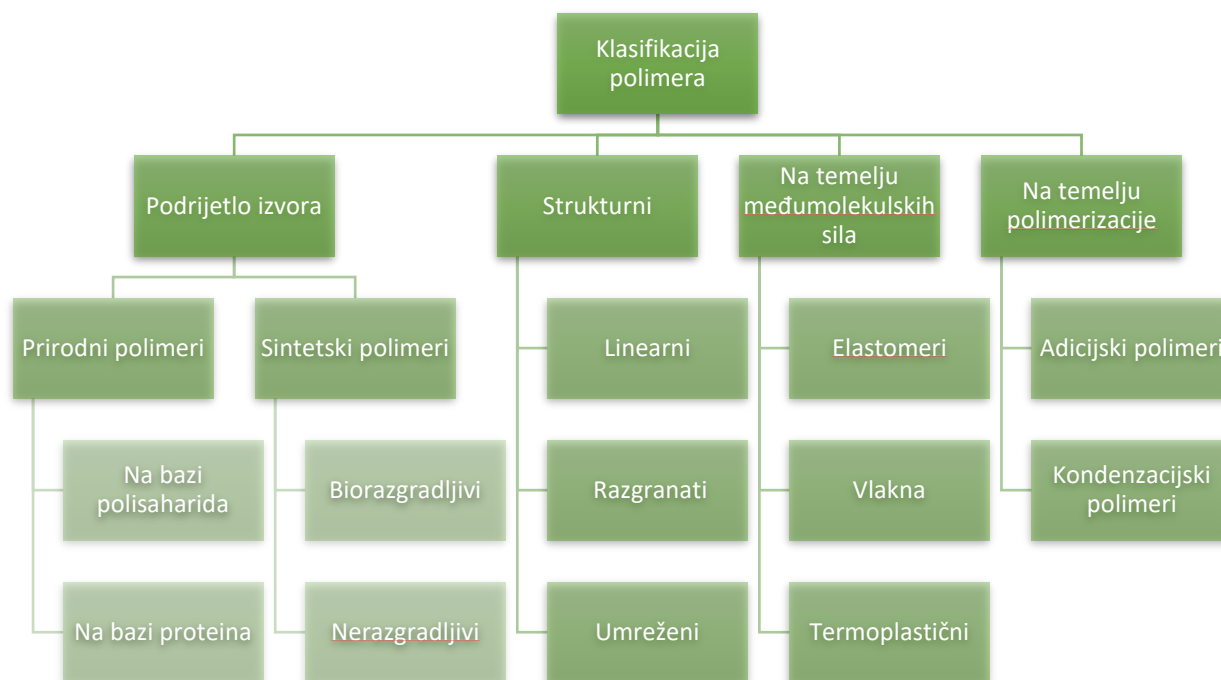 Klasifikacija
polimera
Podrijetlo izvora
Strukturni
Na temelju
međumolekulskih
sila
Na temelju
polimerizacije
Prirodni polimeri
Sintetski polimeri
Linearni
Elastomeri
Adicijski polimeri
Na bazi
polisaharida
Biorazgradljivi
Razgranati
Vlakna
Kondenzacijski
polimeri
Na bazi proteina
Nerazgradljivi
Umreženi
Termoplastični